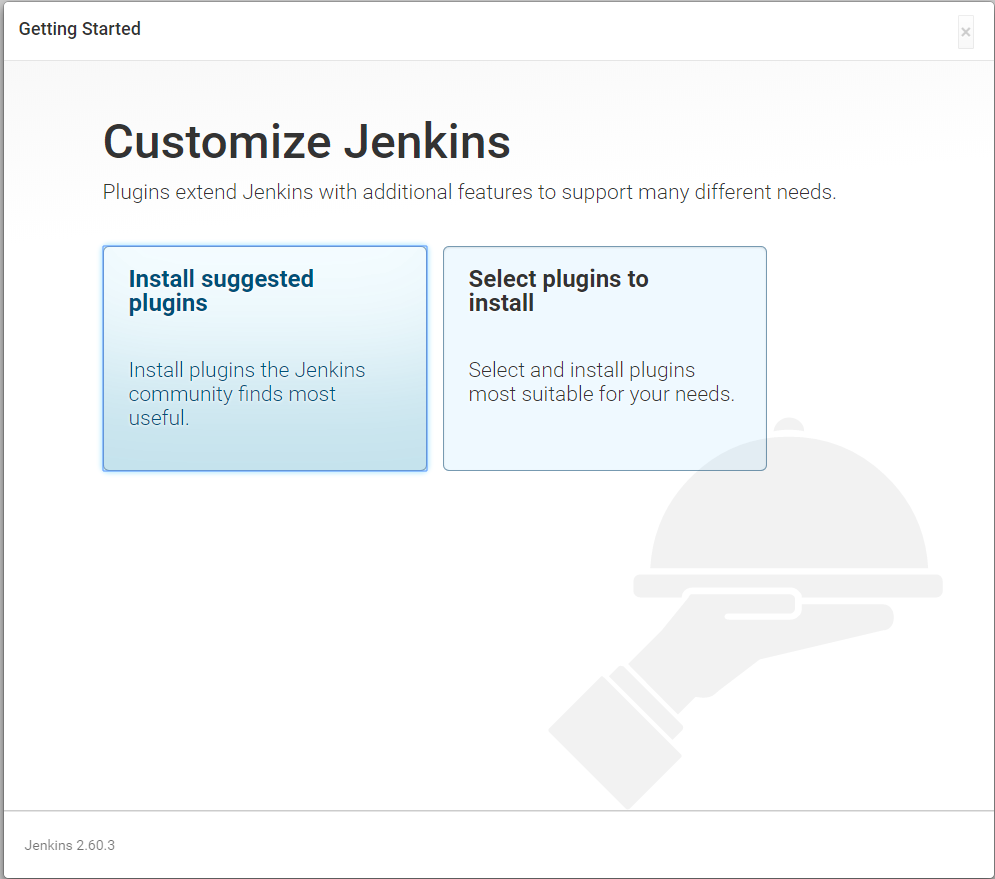 Getting Started
×
Customize Jenkins
Plugins extend Jenkins with additional features to support many different needs.
Install suggested
plugins
Install plugins the Jenkins
community finds most
useful.
Select plugins to
install
Select and install plugins
most suitable for your needs.
Jenkins 2.60.3